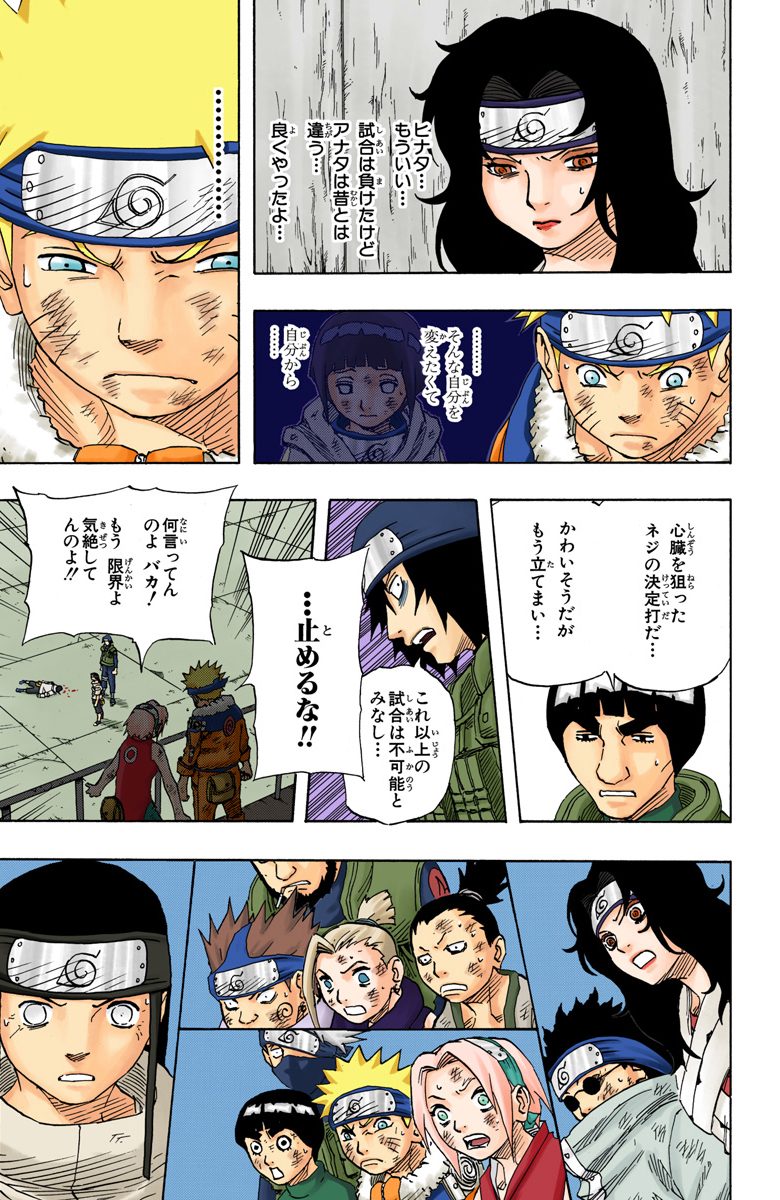 ヒナタ…
もういい…
試合は負けたけど
アナタは昔とは
違う…
良くやったよ…
…………
………
そんな自分を
変えたくて
自分から
……
心臓を狙った
ネジの決定打だ…
かわいそうだが
もう立てまい…
これ以上の
試合は不可能と
みなし…
…止めるな!!
何言ってん
のよ バカ!
もう 限界よ
気絶して
んのよ!!